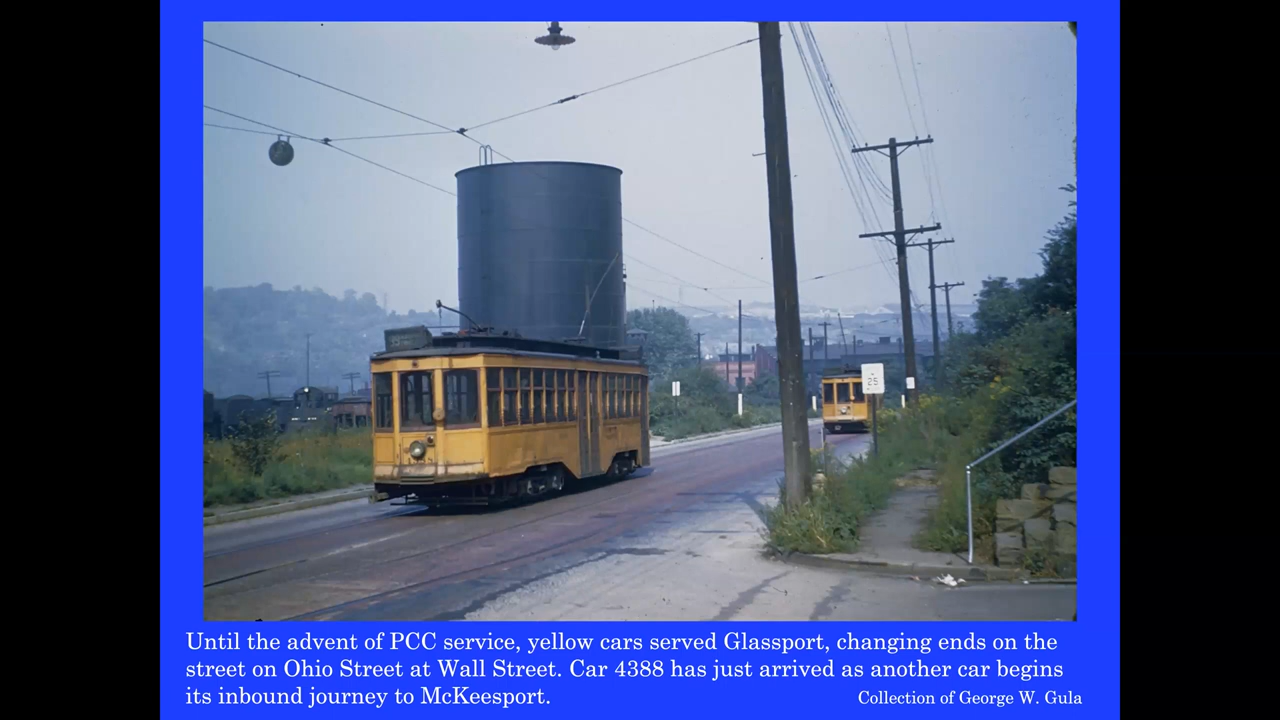 25
Until the advent of PCC service, yellow cars served Glassport, changing ends on the
street on Ohio Street at Wall Street. Car 4388 has just arrived as another car begins
its inbound journey to McKeesport.
Collection of George W. Gula